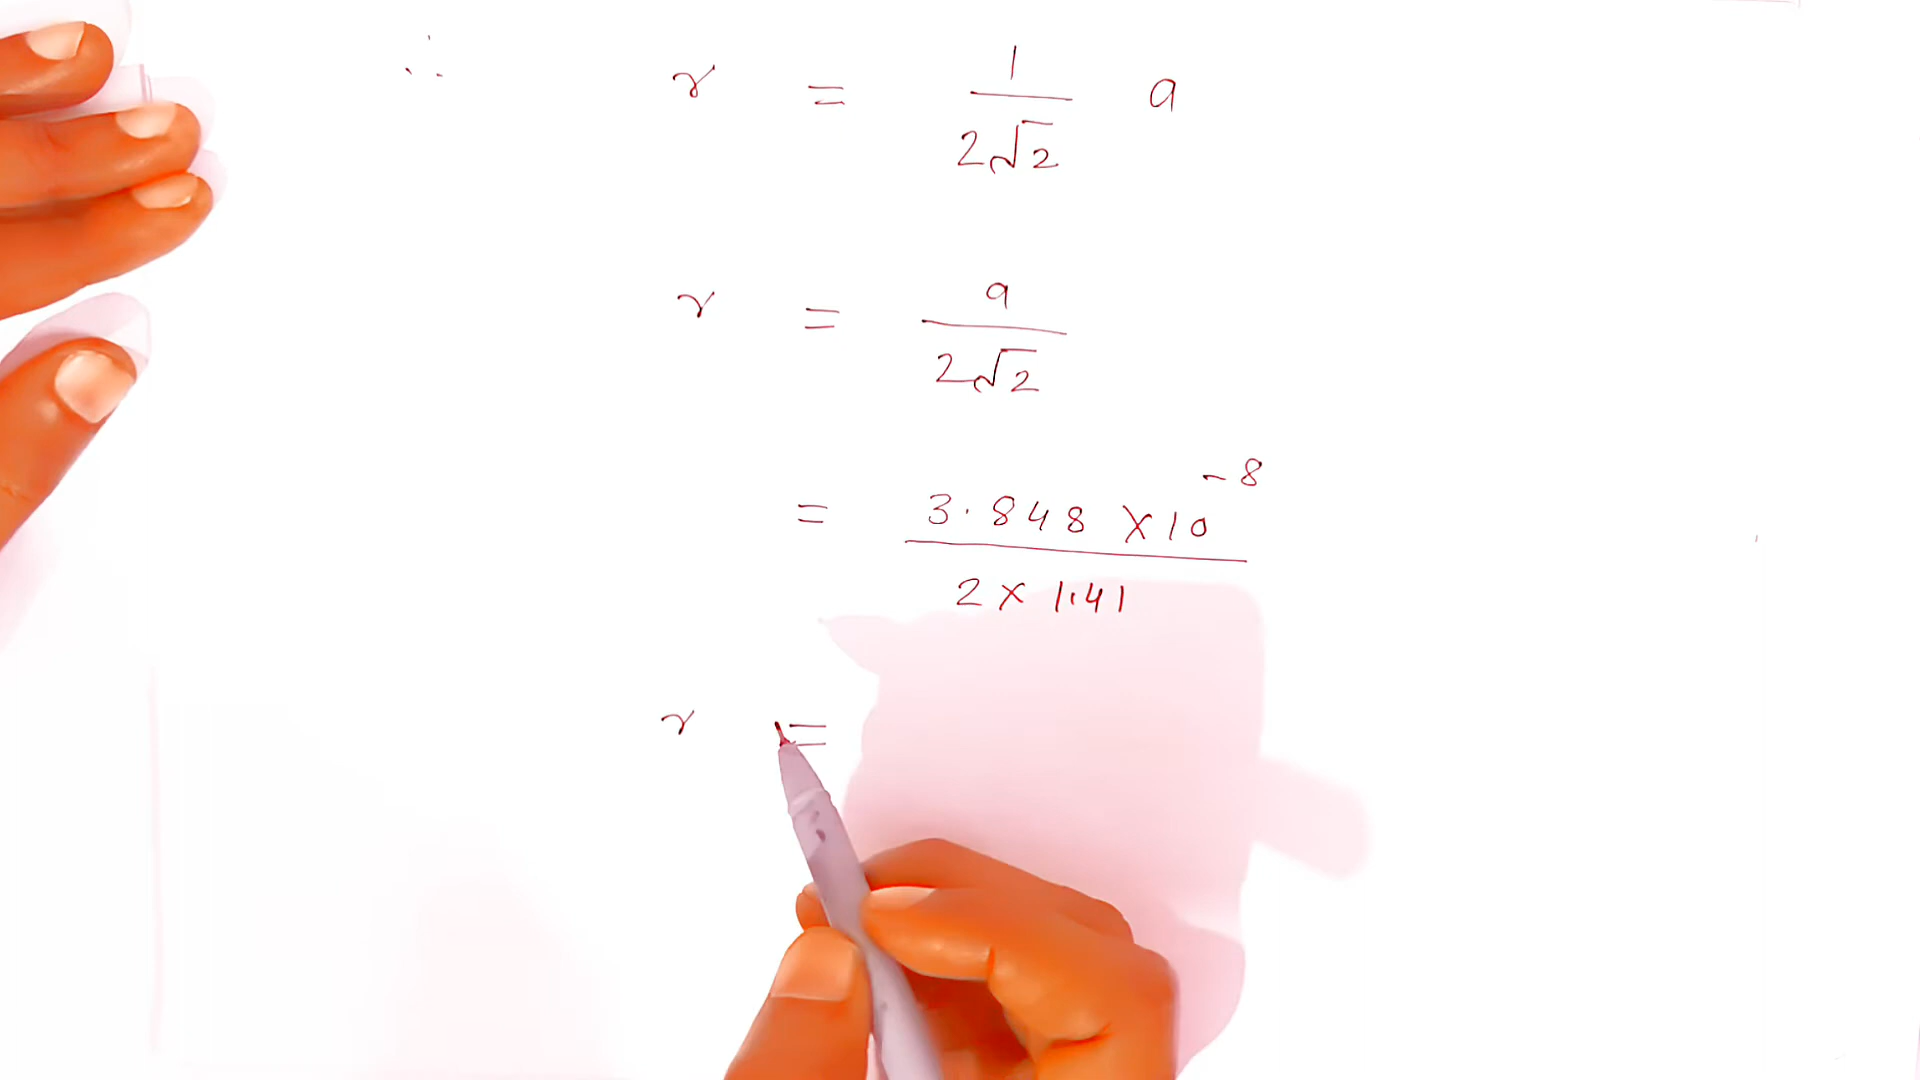 ∴ r = 1/2√2 a
r = a/2√2
= 3.848 × 10⁻⁸ / 2 × 1.41
r =